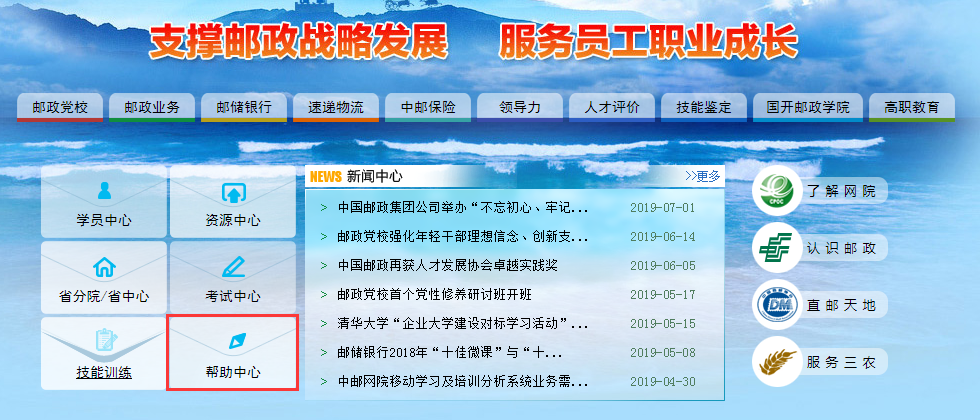 支撑邮政战略发展 服务员工职业成长
邮政党校 邮政业务 邮储银行 速递物流 中邮保险 领导力 人才评价 技能鉴定 国开邮政学院 高职教育
学员中心 资源中心
省分院/省中心 考试中心
技能训练 帮助中心
NEWS 新闻中心 >>更多
> 中国邮政集团公司举办“不忘初心、牢记... 2019-07-01
> 邮政党校强化年轻干部理想信念、创新支... 2019-06-14
> 中国邮政再获人才发展协会卓越实践奖 2019-06-05
> 邮政党校首个党性修养研讨班开班 2019-05-17
> 清华大学“企业大学建设对标学习活动”... 2019-05-15
> 邮储银行2018年“十佳微课”与“十... 2019-05-08
> 中邮网院移动学习及培训分析系统业务需... 2019-04-30
CPOC 了解网院
认识邮政
DM 直邮天地
服务三农